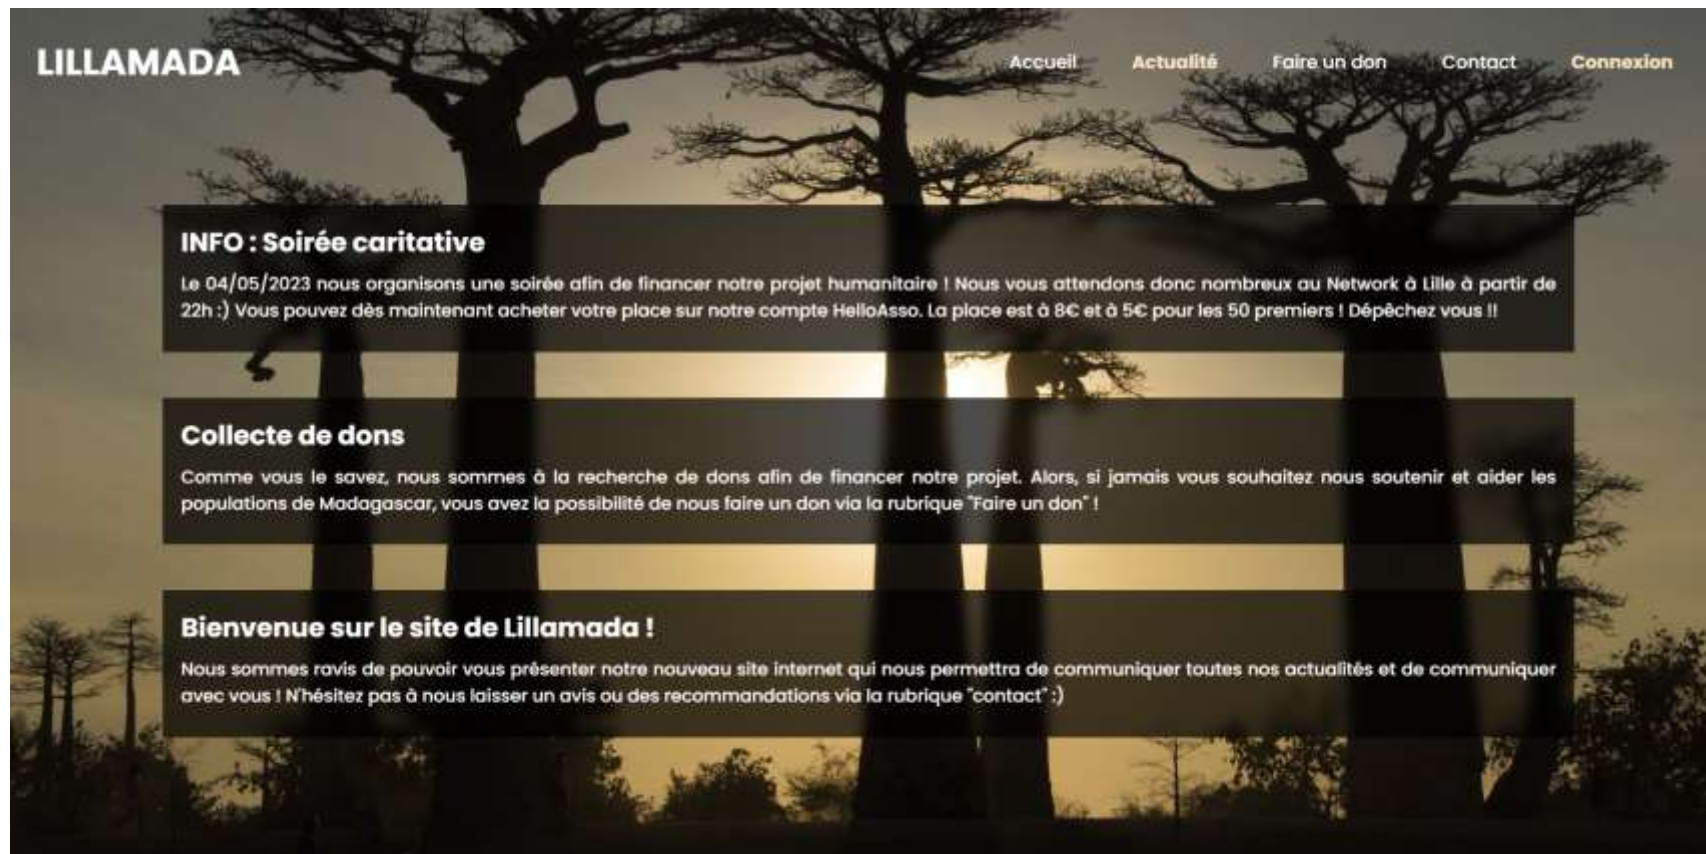 LILLAMADA
Accueil
Actualité
Faire un don
Contact
Connexion
INFO : Soirée caritative
Le 04/05/2023 nous organisons une soirée afin de financer notre projet humanitaire ! Nous vous attendons donc nombreux au Network à Lille à partir de
22h :) Vous pouvez dès maintenant acheter votre place sur notre compte HelloAsso. La place est à 8€ et à 5€ pour les 50 premiers ! Dépêchez vous !!
Collecte de dons
Comme vous le savez, nous sommes à la recherche de dons afin de financer notre projet. Alors, si jamais vous souhaitez nous soutenir et aider les
populations de Madagascar, vous avez la possibilité de nous faire un don via la rubrique "Faire un don" !
Bienvenue sur le site de Lillamada !
Nous sommes ravis de pouvoir vous présenter notre nouveau site internet qui nous permettra de communiquer toutes nos actualités et de communiquer
avec vous ! N'hésitez pas à nous laisser un avis ou des recommandations via la rubrique "contact" :)